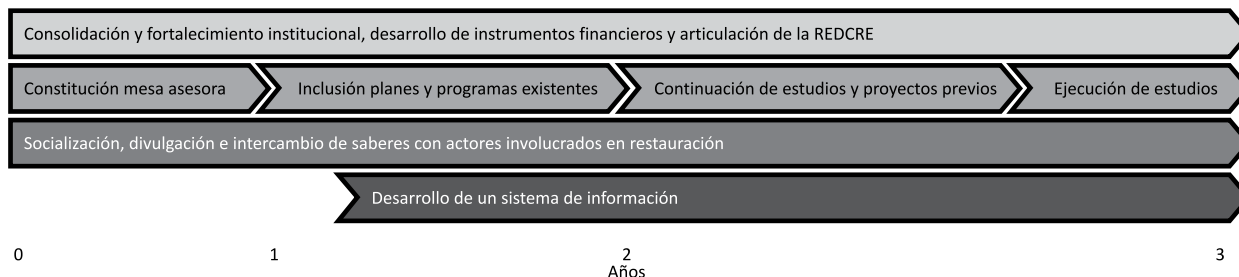 Consolidación y fortalecimiento institucional, desarrollo de instrumentos financieros y articulación de la REDCRE
Constitución mesa asesora
Inclusión planes y programas existentes
Continuación de estudios y proyectos previos
Ejecución de estudios
Socialización, divulgación e intercambio de saberes con actores involucrados en restauración
Desarrollo de un sistema de información
0 1 2 3
Años